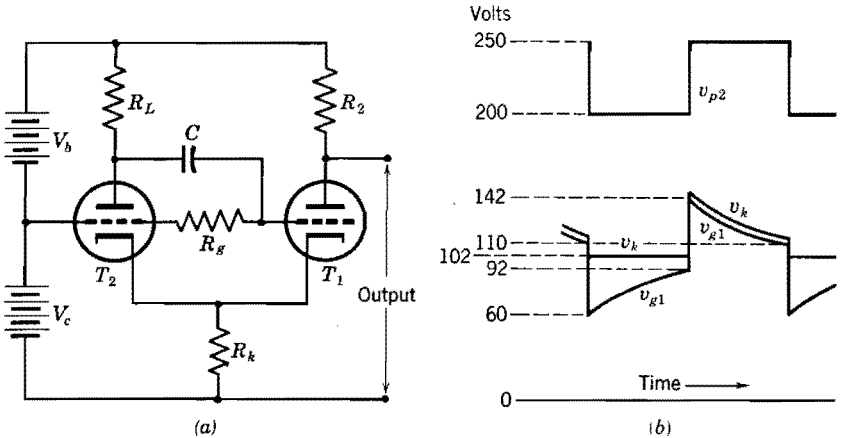 R_L
R_2
C
V_b
R_g
T_2
T_1
V_c
Output
R_k
(a)
Volts
250
v_p2
200
142
v_k
v_g1
110
v_k
102
92
v_g1
60
Time
0
(b)